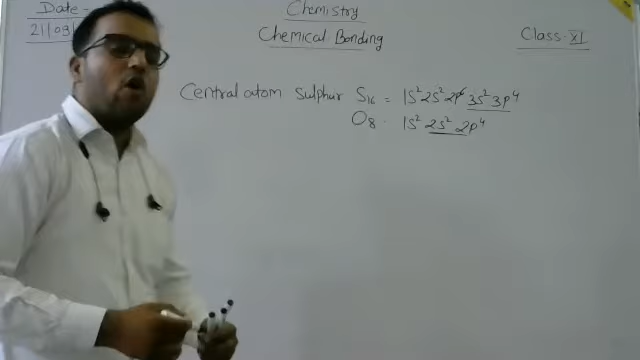 Date -
Chemistry
21/09/
Chemical Bonding
Class - XI
Central atom sulphur S₁₆ = 1S² 2S² 2P⁶ 3S² 3P⁴
O₈ . 1S² 2S² 2P⁴